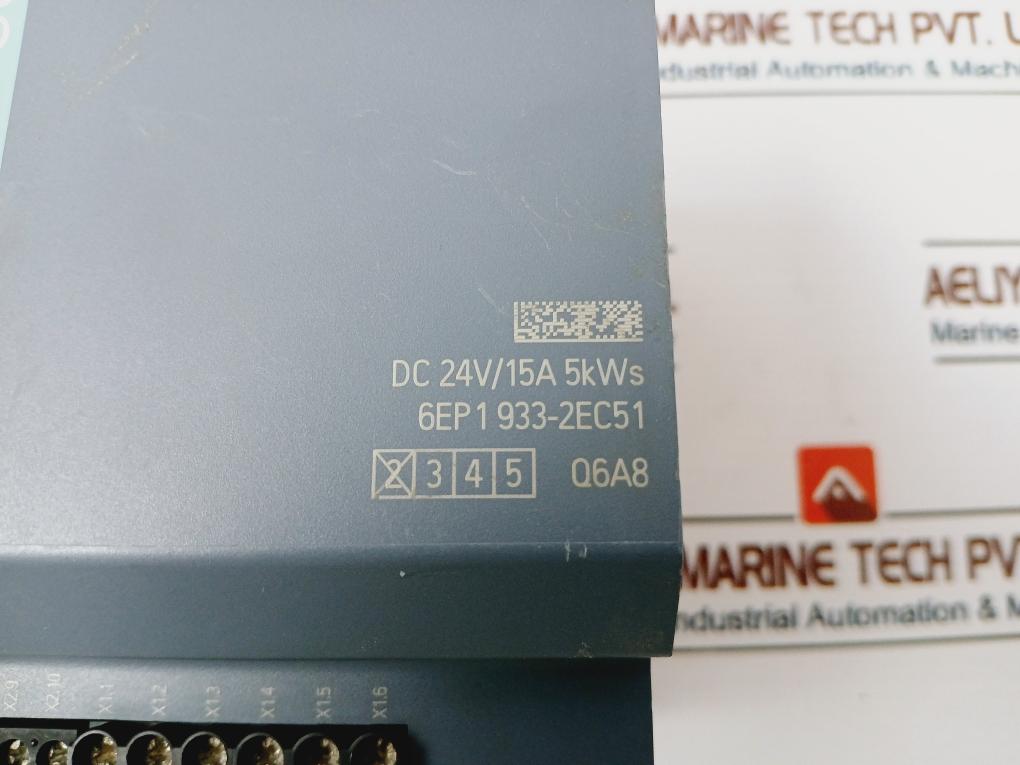 MARINE TECH PVT.
Industrial Automation &
DC 24V/15A 5kWs
6EP1 933-2EC51
2 3 4 5 Q6A8
AELIY
Marine
MARINE TECH PV
Industrial Automation &
X2.9 X2.10 X1.1 X1.2 X1.3 X1.4 X1.5 X1.6